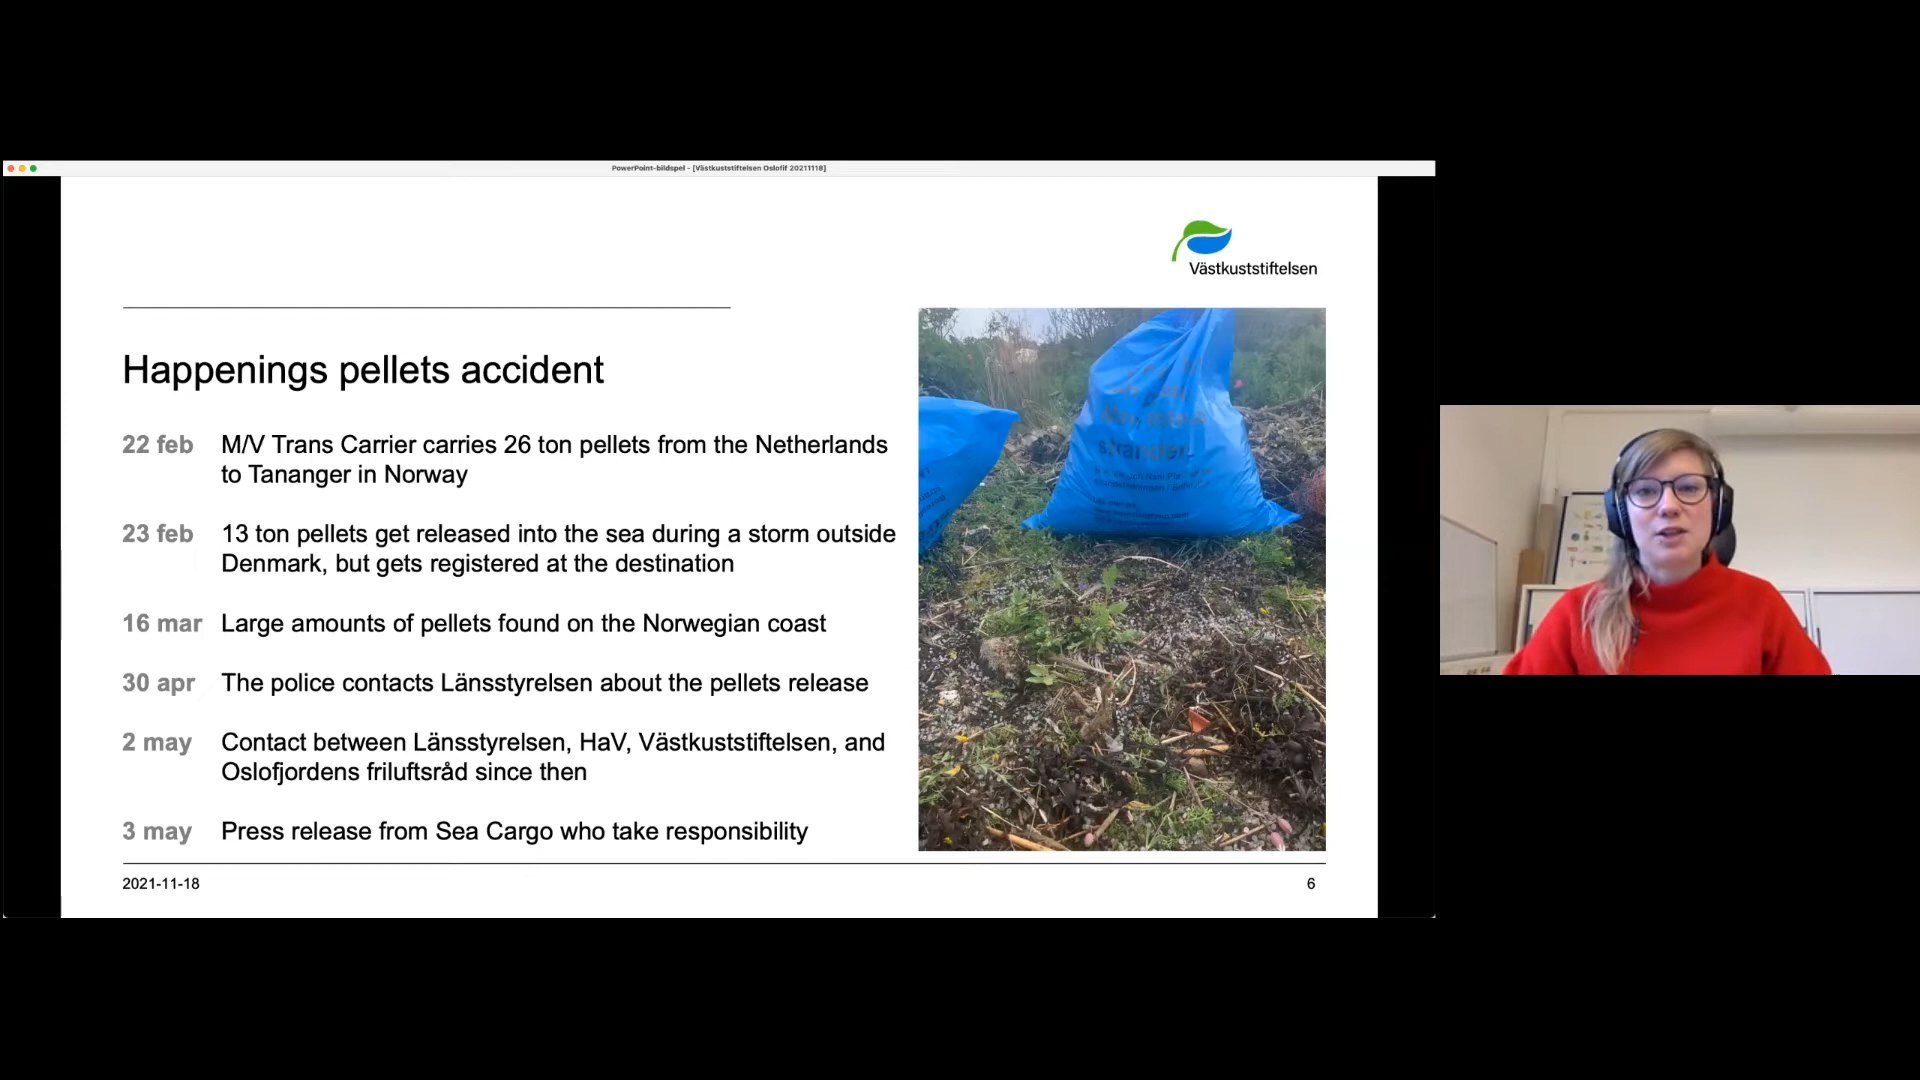 PowerPoint-bildspel - [Västkuststiftelsen Oslofif 20211118]
Västkuststiftelsen
Happenings pellets accident
22 feb M/V Trans Carrier carries 26 ton pellets from the Netherlands
to Tananger in Norway
23 feb 13 ton pellets get released into the sea during a storm outside
Denmark, but gets registered at the destination
16 mar Large amounts of pellets found on the Norwegian coast
30 apr The police contacts Länsstyrelsen about the pellets release
2 may Contact between Länsstyrelsen, HaV, Västkuststiftelsen, and
Oslofjordens friluftsråd since then
3 may Press release from Sea Cargo who take responsibility
stränder.
2021-11-18
6